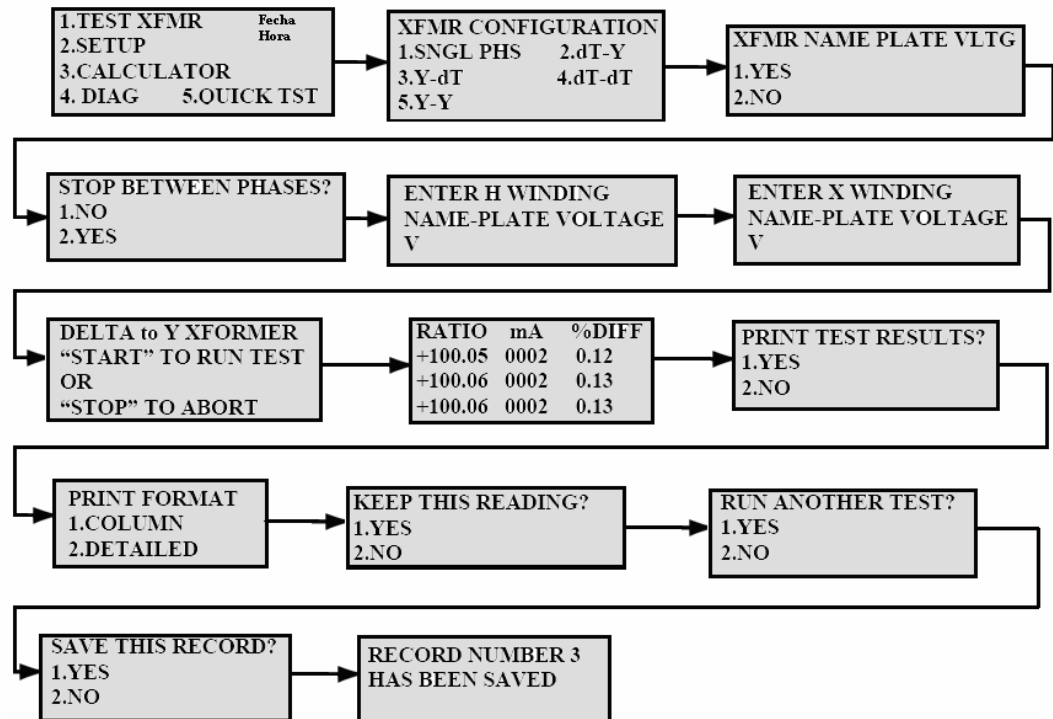 1.TEST XFMR Fecha
Hora
2.SETUP
3.CALCULATOR
4. DIAG 5.QUICK TST
XFMR CONFIGURATION
1.SNGL PHS 2.dT-Y
3.Y-dT 4.dT-dT
5.Y-Y
XFMR NAME PLATE VLTG
1.YES
2.NO
STOP BETWEEN PHASES?
1.NO
2.YES
ENTER H WINDING
NAME-PLATE VOLTAGE
V
ENTER X WINDING
NAME-PLATE VOLTAGE
V
DELTA to Y XFORMER
“START” TO RUN TEST
OR
“STOP” TO ABORT
RATIO mA %DIFF
+100.05 0002 0.12
+100.06 0002 0.13
+100.06 0002 0.13
PRINT TEST RESULTS?
1.YES
2.NO
PRINT FORMAT
1.COLUMN
2.DETAILED
KEEP THIS READING?
1.YES
2.NO
RUN ANOTHER TEST?
1.YES
2.NO
SAVE THIS RECORD?
1.YES
2.NO
RECORD NUMBER 3
HAS BEEN SAVED